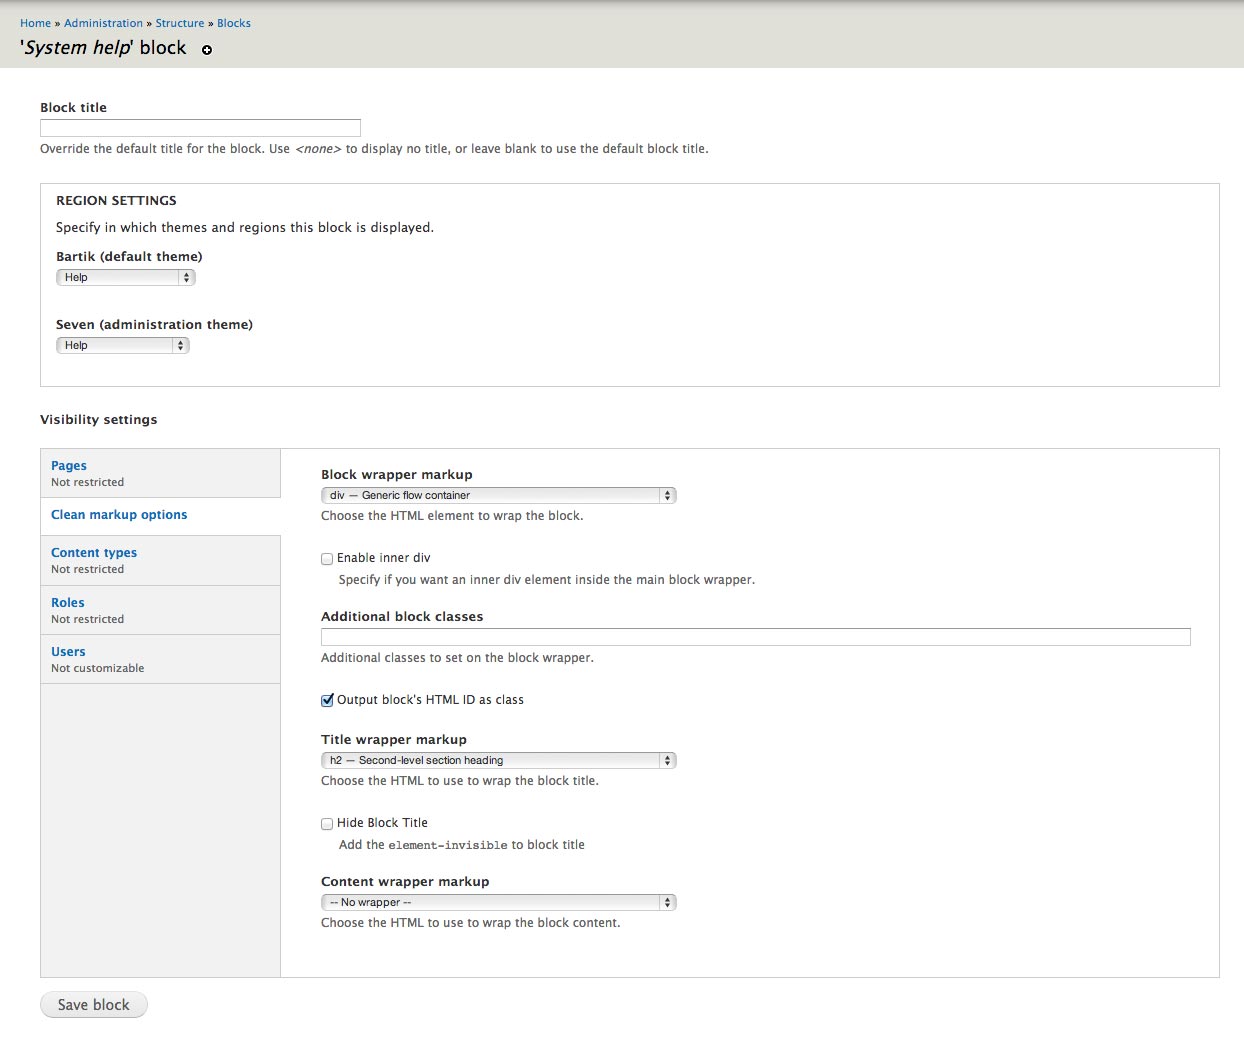 Home » Administration » Structure » Blocks
'System help' block
Block title
Override the default title for the block. Use <none> to display no title, or leave blank to use the default block title.
REGION SETTINGS
Specify in which themes and regions this block is displayed.
Bartik (default theme)
Help
Seven (administration theme)
Help
Visibility settings
Pages
Not restricted
Clean markup options
Content types
Not restricted
Roles
Not restricted
Users
Not customizable
Block wrapper markup
div — Generic flow container
Choose the HTML element to wrap the block.
Enable inner div
Specify if you want an inner div element inside the main block wrapper.
Additional block classes
Additional classes to set on the block wrapper.
Output block's HTML ID as class
Title wrapper markup
h2 — Second-level section heading
Choose the HTML to use to wrap the block title.
Hide Block Title
Add the element-invisible to block title
Content wrapper markup
-- No wrapper --
Choose the HTML to use to wrap the block content.
Save block